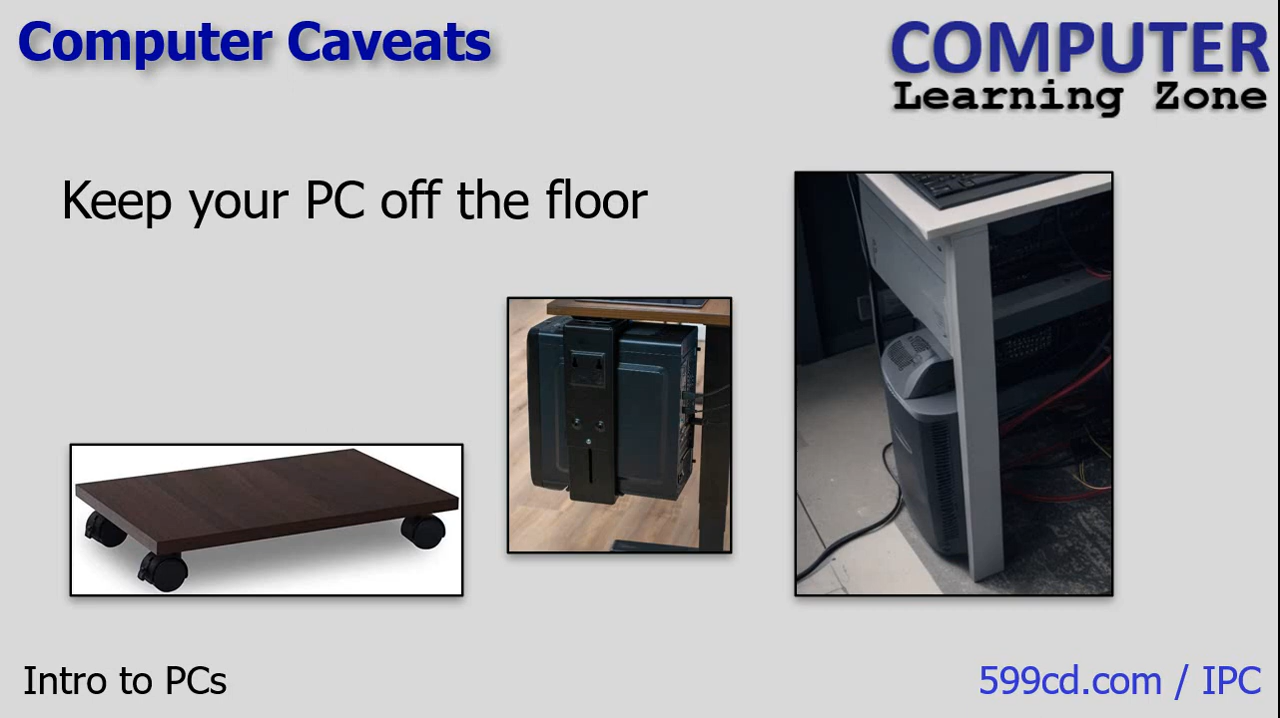 Computer Caveats
COMPUTER
Learning Zone
Keep your PC off the floor
Intro to PCs
599cd.com / IPC